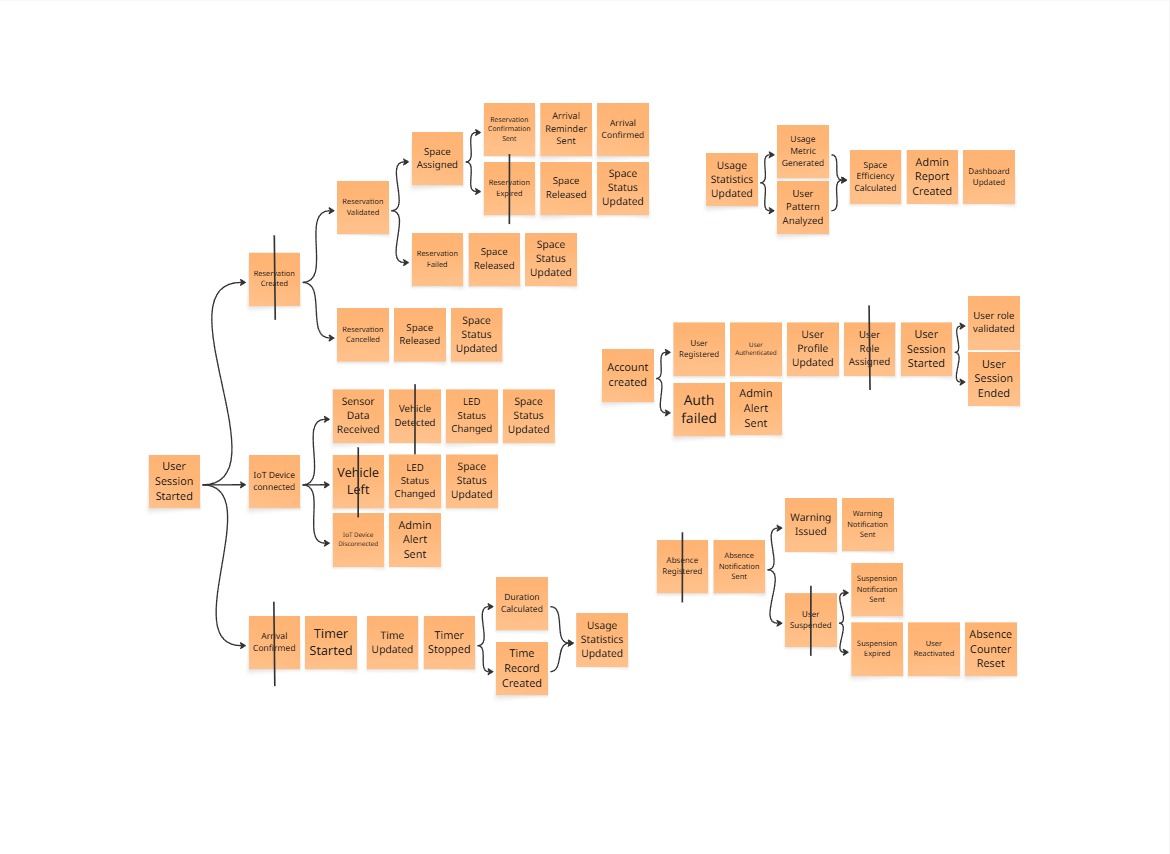 Reservation
Confirmation
Sent
Arrival
Reminder
Sent
Arrival
Confirmed
Space
Assigned
Reservation
Expired
Space
Released
Space
Status
Updated
Reservation
Validated
Reservation
Failed
Space
Released
Space
Status
Updated
Reservation
Created
Reservation
Cancelled
Space
Released
Space
Status
Updated
Sensor
Data
Received
Vehicle
Detected
LED
Status
Changed
Space
Status
Updated
User
Session
Started
IoT Device
connected
Vehicle
Left
LED
Status
Changed
Space
Status
Updated
IoT Device
Disconnected
Admin
Alert
Sent
Arrival
Confirmed
Timer
Started
Time
Updated
Timer
Stopped
Duration
Calculated
Time
Record
Created
Usage
Statistics
Updated
Usage
Statistics
Updated
Usage
Metric
Generated
User
Pattern
Analyzed
Space
Efficiency
Calculated
Admin
Report
Created
Dashboard
Updated
Account
created
User
Registered
User
Authenticated
User
Profile
Updated
User
Role
Assigned
User
Session
Started
User role
validated
User
Session
Ended
Auth
failed
Admin
Alert
Sent
Absence
Registered
Absence
Notification
Sent
Warning
Issued
Warning
Notification
Sent
User
Suspended
Suspension
Notification
Sent
Suspension
Expired
User
Reactivated
Absence
Counter
Reset